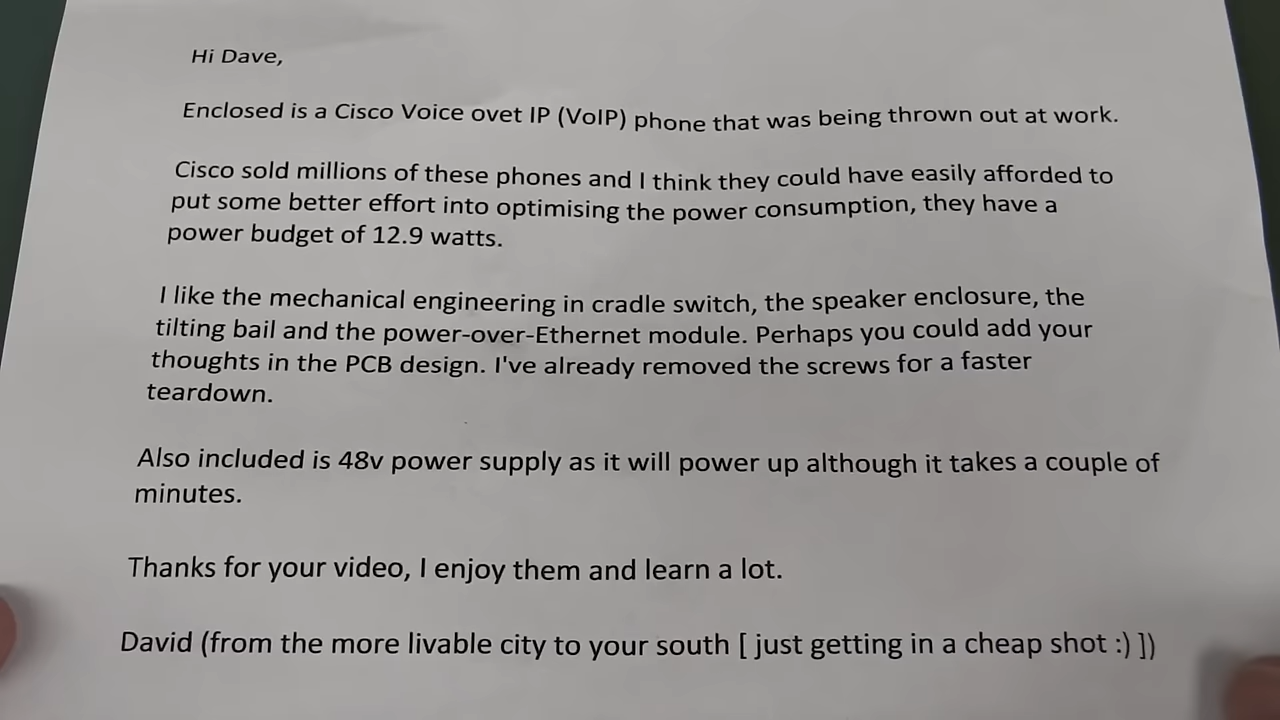 Hi Dave,
Enclosed is a Cisco Voice ovet IP (VoIP) phone that was being thrown out at work.
Cisco sold millions of these phones and I think they could have easily afforded to
put some better effort into optimising the power consumption, they have a
power budget of 12.9 watts.
I like the mechanical engineering in cradle switch, the speaker enclosure, the
tilting bail and the power-over-Ethernet module. Perhaps you could add your
thoughts in the PCB design. I've already removed the screws for a faster
teardown.
Also included is 48v power supply as it will power up although it takes a couple of
minutes.
Thanks for your video, I enjoy them and learn a lot.
David (from the more livable city to your south [ just getting in a cheap shot :) ])